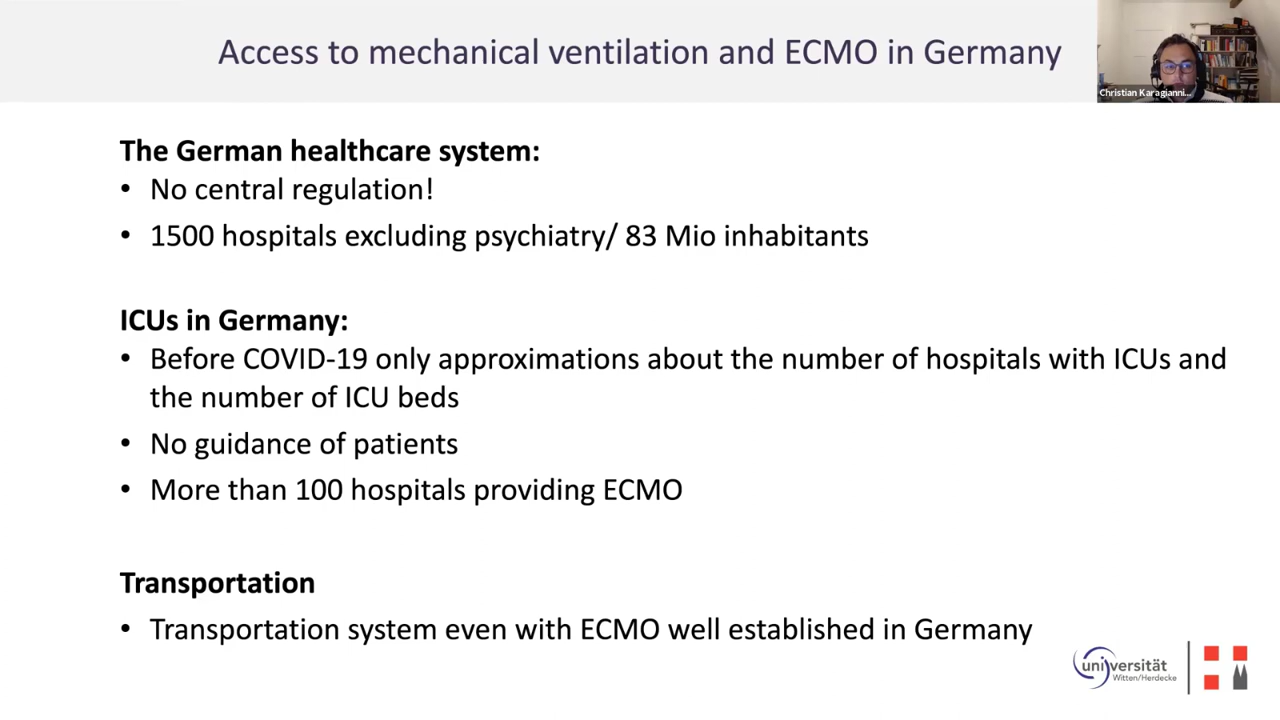 Access to mechanical ventilation and ECMO in Germany
Christian Karagianni...
The German healthcare system:
• No central regulation!
• 1500 hospitals excluding psychiatry/ 83 Mio inhabitants
ICUs in Germany:
• Before COVID-19 only approximations about the number of hospitals with ICUs and
the number of ICU beds
• No guidance of patients
• More than 100 hospitals providing ECMO
Transportation
• Transportation system even with ECMO well established in Germany
universität
Witten/Herdecke